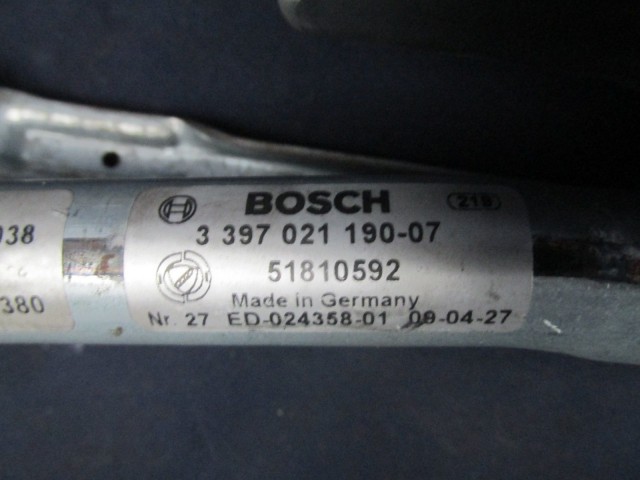 BOSCH 219
3 397 021 190-07
51810592
Made in Germany
Nr. 27 ED-024358-01 09-04-27
938
380